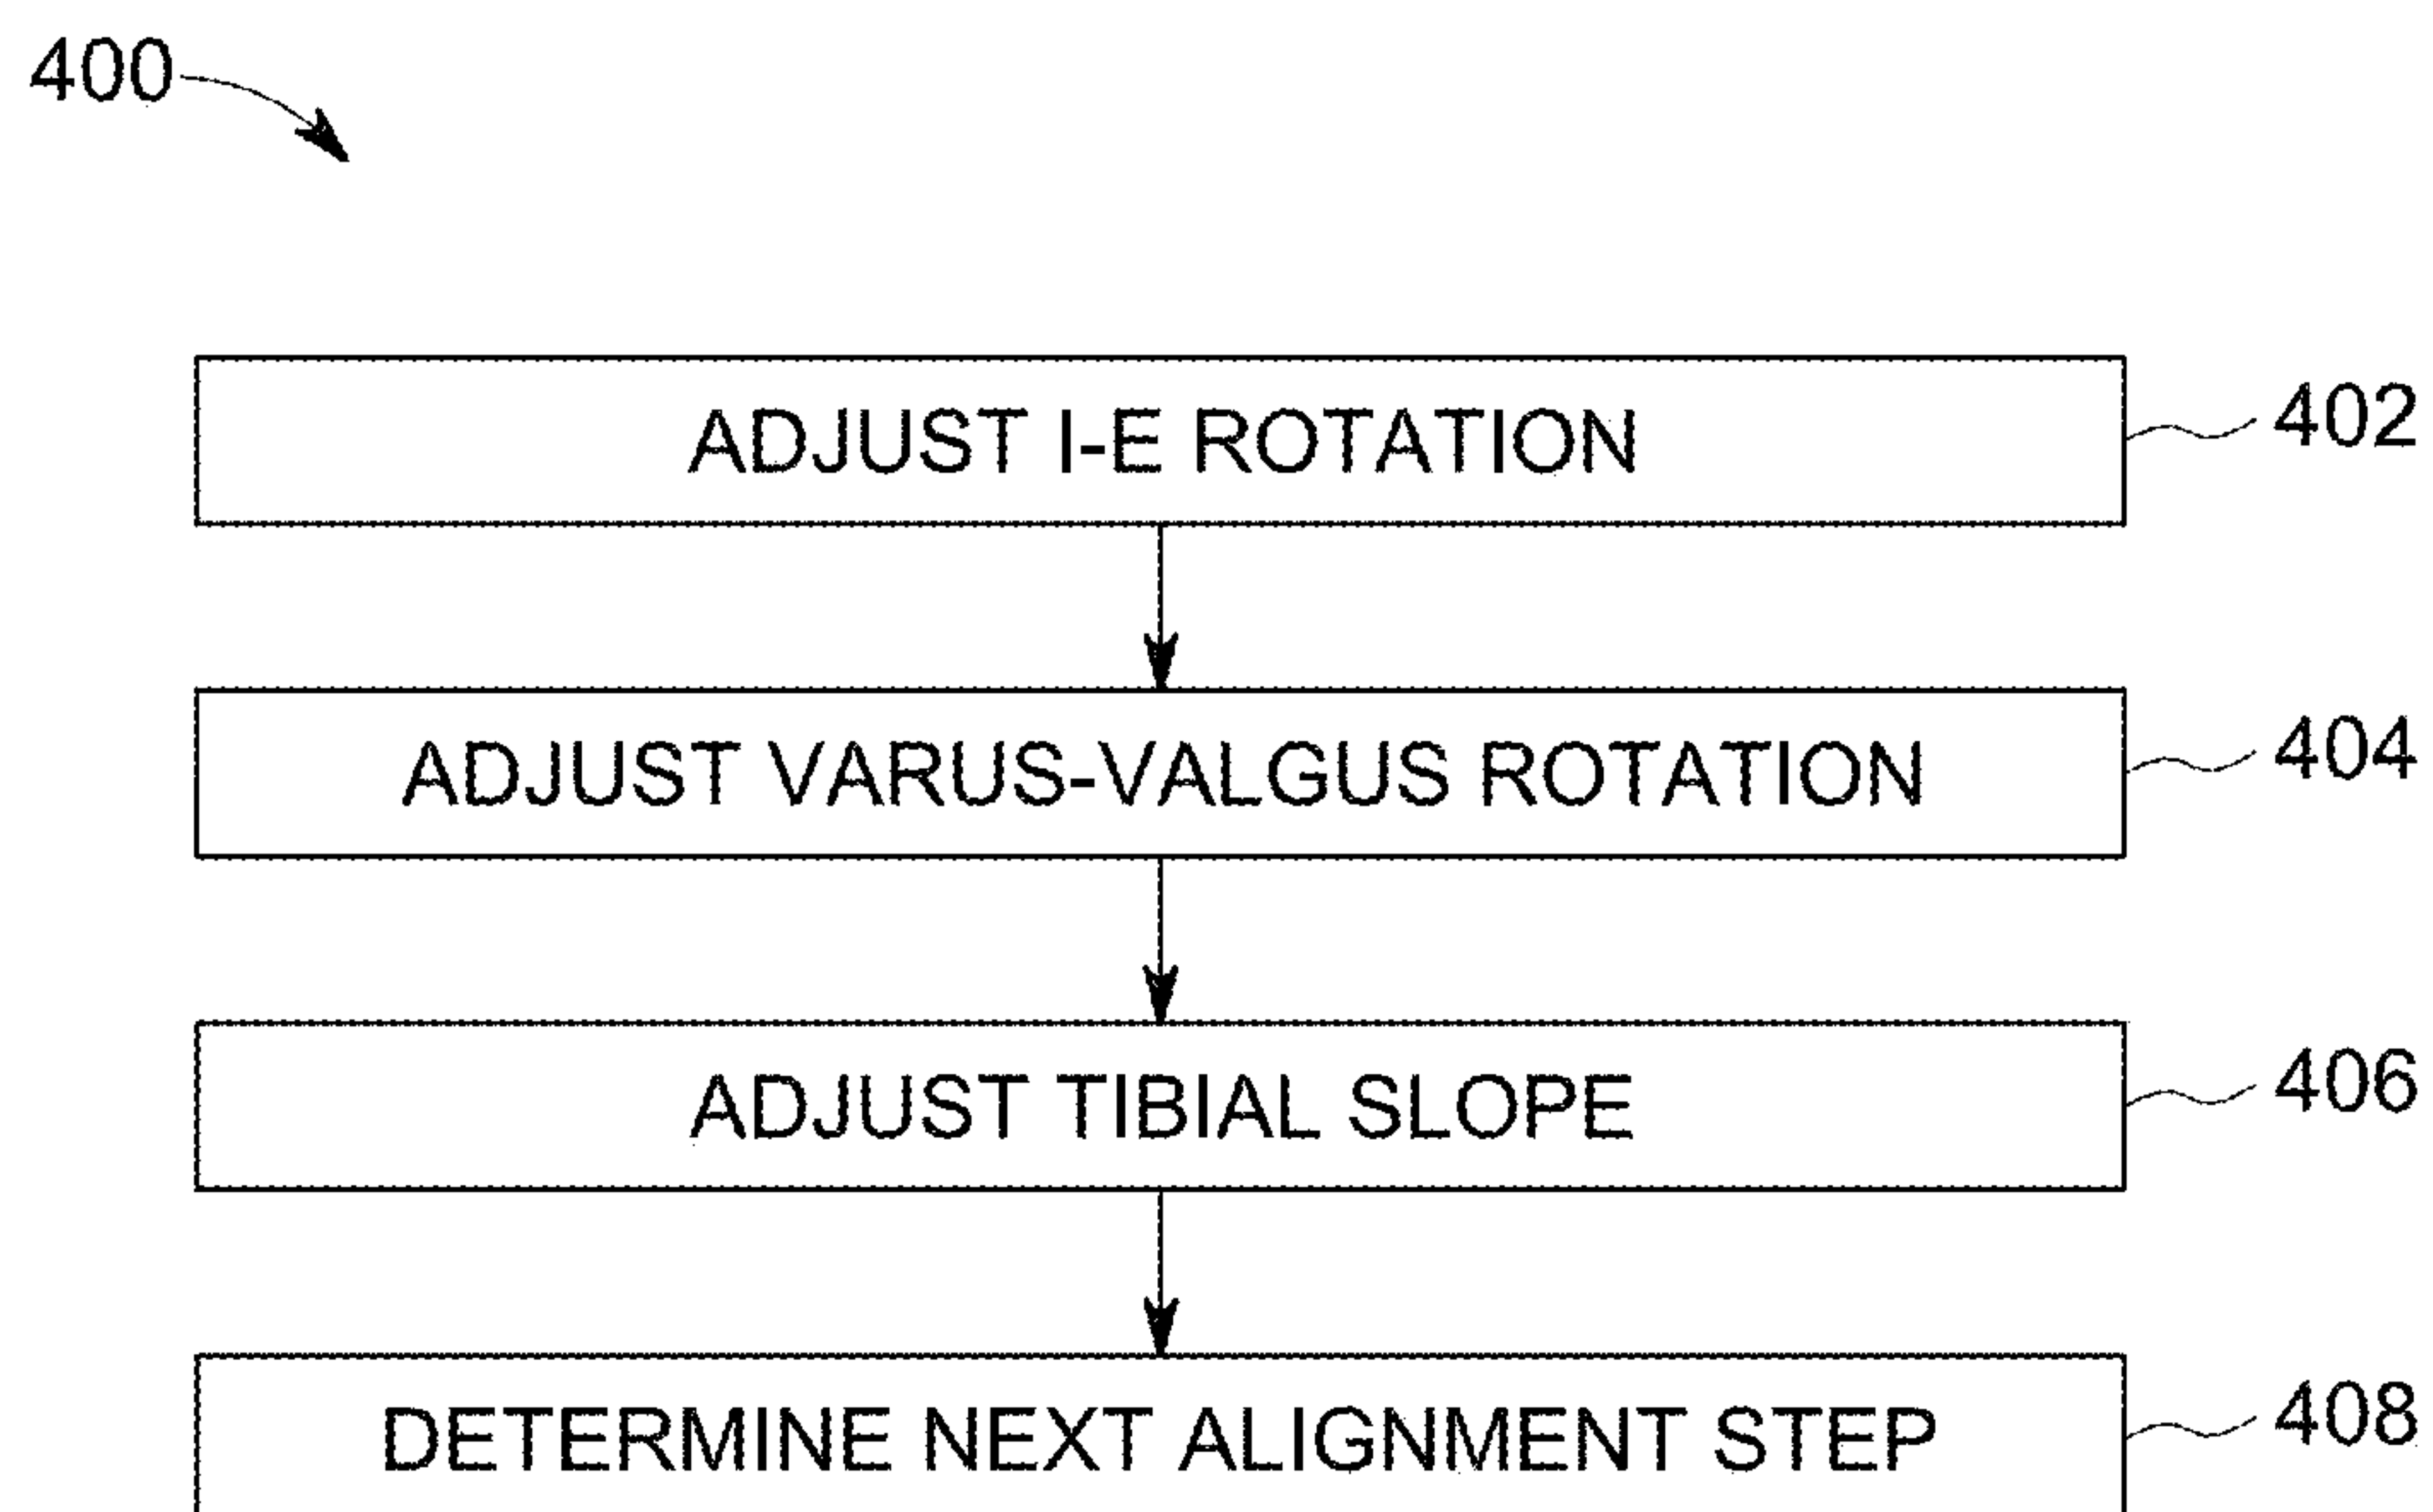 400
ADJUST I-E ROTATION 402
ADJUST VARUS-VALGUS ROTATION 404
ADJUST TIBIAL SLOPE 406
DETERMINE NEXT ALIGNMENT STEP 408